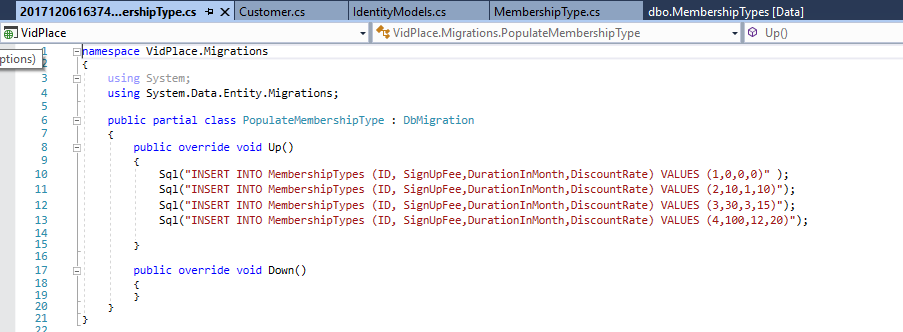 2017120616374...ershipType.cs
Customer.cs
IdentityModels.cs
MembershipType.cs
dbo.MembershipTypes [Data]
VidPlace
VidPlace.Migrations.PopulateMembershipType
Up()
ptions)
1 namespace VidPlace.Migrations
2 {
3 using System;
4 using System.Data.Entity.Migrations;
5
6 public partial class PopulateMembershipType : DbMigration
7 {
8 public override void Up()
9 {
10 Sql("INSERT INTO MembershipTypes (ID, SignUpFee,DurationInMonth,DiscountRate) VALUES (1,0,0,0)" );
11 Sql("INSERT INTO MembershipTypes (ID, SignUpFee,DurationInMonth,DiscountRate) VALUES (2,10,1,10)");
12 Sql("INSERT INTO MembershipTypes (ID, SignUpFee,DurationInMonth,DiscountRate) VALUES (3,30,3,15)");
13 Sql("INSERT INTO MembershipTypes (ID, SignUpFee,DurationInMonth,DiscountRate) VALUES (4,100,12,20)");
14
15 }
16
17 public override void Down()
18 {
19 }
20 }
21 }
22